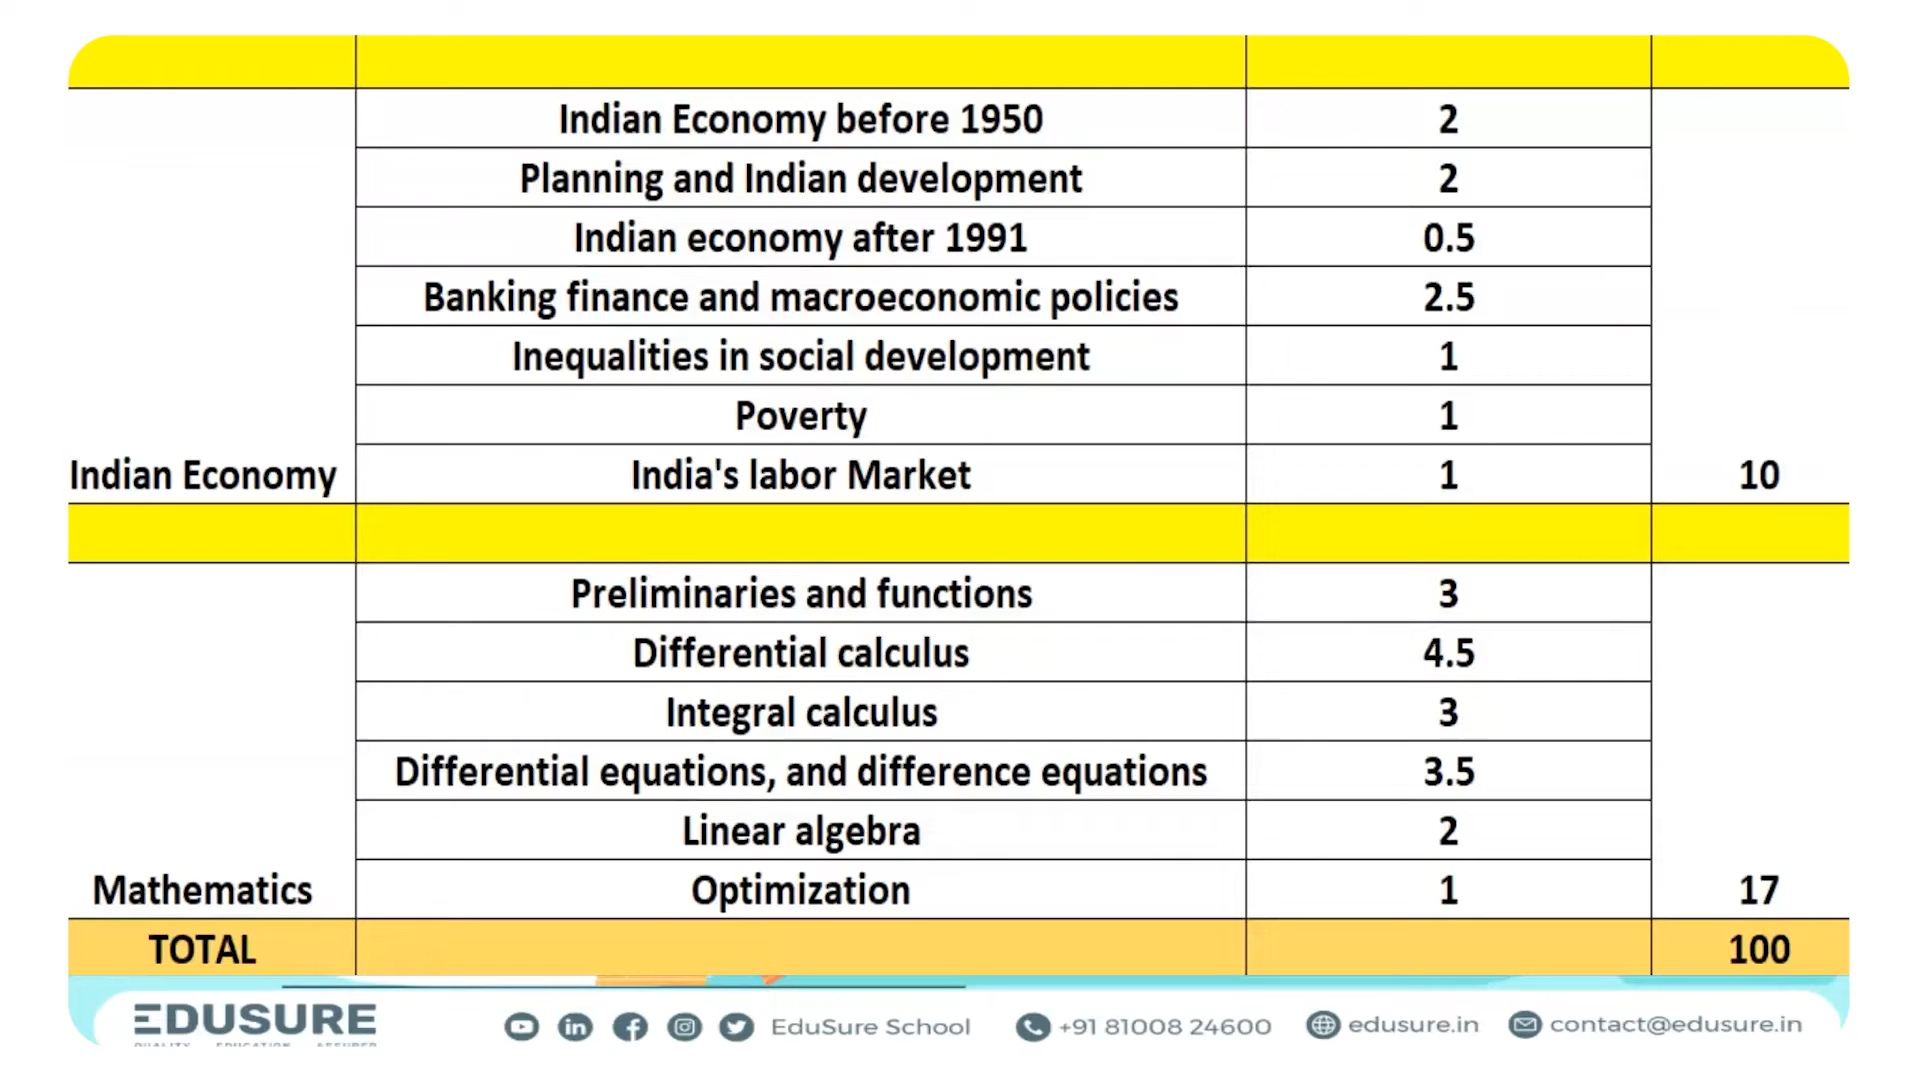 Indian Economy before 1950 2
Planning and Indian development 2
Indian economy after 1991 0.5
Banking finance and macroeconomic policies 2.5
Inequalities in social development 1
Poverty 1
Indian Economy India's labor Market 1 10
Preliminaries and functions 3
Differential calculus 4.5
Integral calculus 3
Differential equations, and difference equations 3.5
Linear algebra 2
Mathematics Optimization 1 17
TOTAL 100
EDUSURE
QUALITY EDUCATION ASSURED
EduSure School +91 81008 24600 edusure.in contact@edusure.in